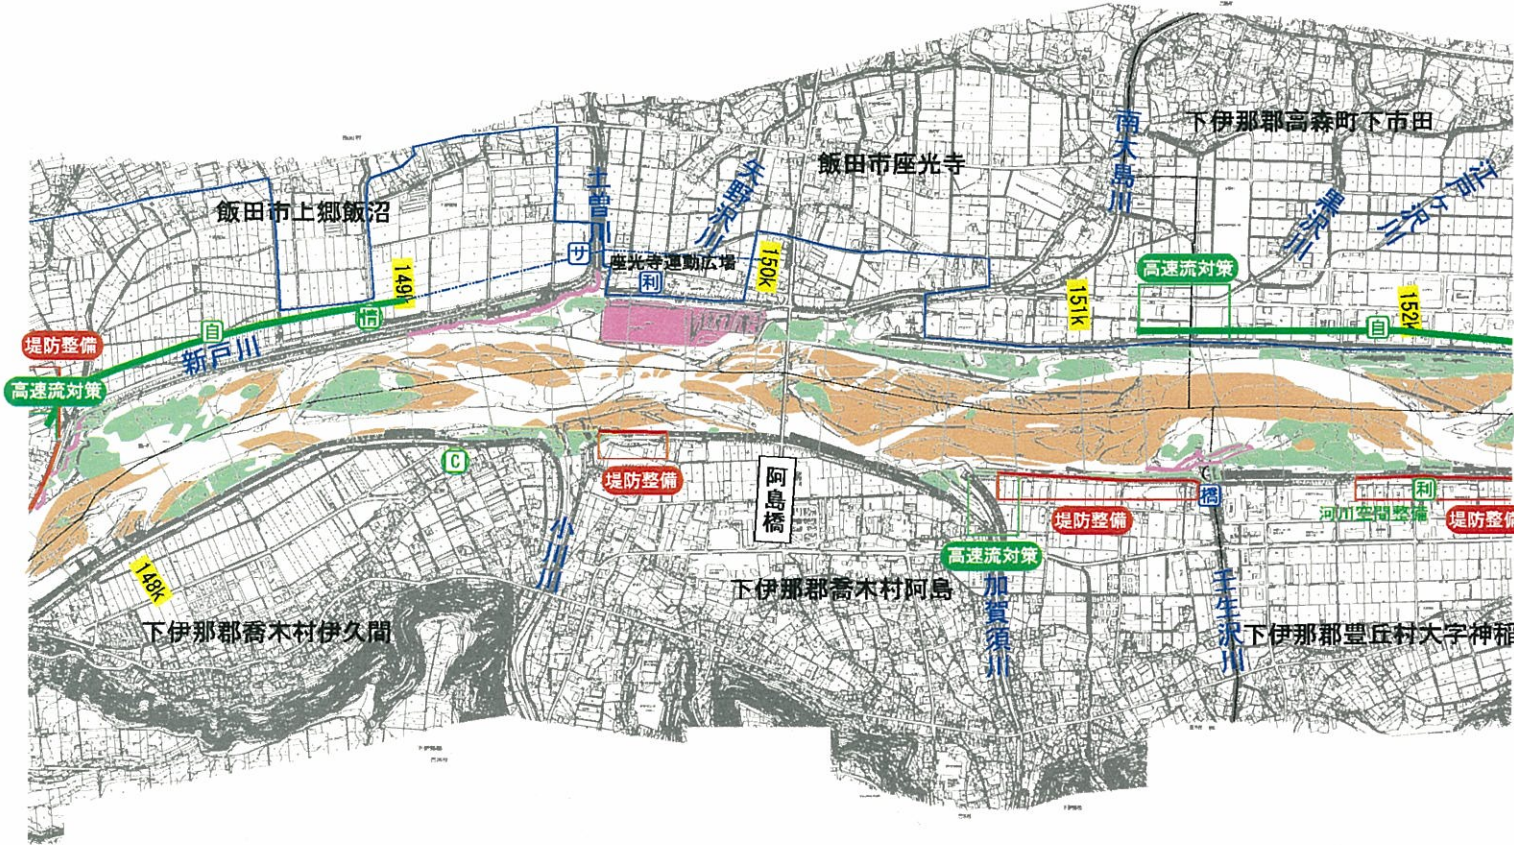 下伊那郡高森町下市田
南大島川
飯田市座光寺
矢野沢川
江戸ヶ沢川
黒沢川
土曽川
飯田市上郷飯沼
サ
座光寺運動広場
利
150k
149k
高速流対策
151k
152k
自
情
自
新戸川
堤防整備
高速流対策
C
堤防整備
阿島橋
堤防整備
橋
利
河川空間整備
堤防整備
高速流対策
小川川
148k
下伊那郡喬木村阿島
加賀須川
壬生沢川
下伊那郡喬木村伊久間
下伊那郡豊丘村大字神稲